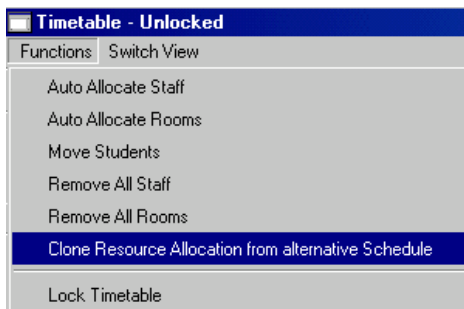 Timetable - Unlocked
Functions Switch View
Auto Allocate Staff
Auto Allocate Rooms
Move Students
Remove All Staff
Remove All Rooms
Clone Resource Allocation from alternative Schedule
Lock Timetable